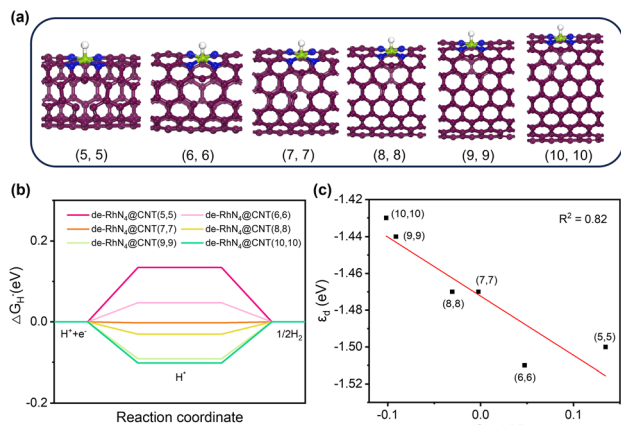 (a)
(5, 5) (6, 6) (7, 7) (8, 8) (9, 9) (10, 10)
(b)
de-RhN₄@CNT(5,5) de-RhN₄@CNT(6,6)
de-RhN₄@CNT(7,7) de-RhN₄@CNT(8,8)
de-RhN₄@CNT(9,9) de-RhN₄@CNT(10,10)
0.2
0.0
-0.2
ΔG_H* (eV)
H⁺+e⁻
H*
1/2H₂
Reaction coordinate
(c)
-1.42
-1.44
-1.46
-1.48
-1.50
-1.52
ε_d (eV)
R² = 0.82
(10,10)
(9,9)
(7,7)
(8,8)
(5,5)
(6,6)
-0.1 0.0 0.1